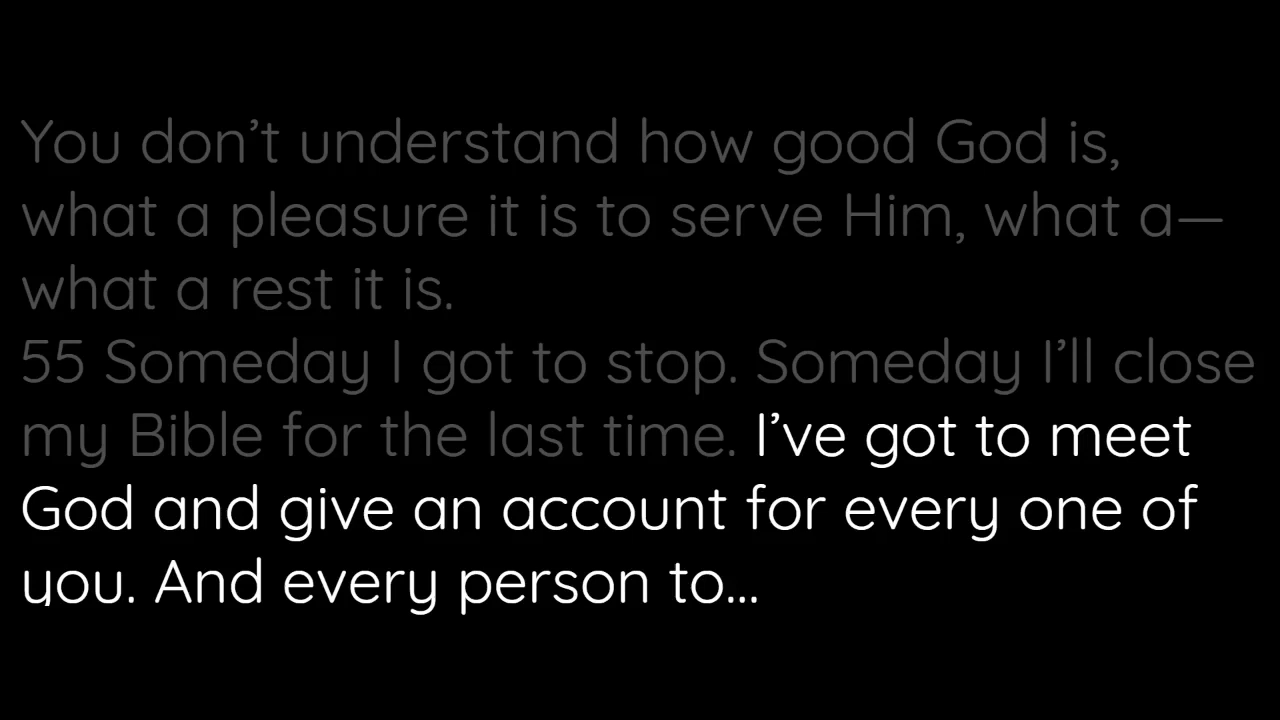 You don’t understand how good God is,
what a pleasure it is to serve Him, what a—
what a rest it is.
55 Someday I got to stop. Someday I’ll close
my Bible for the last time. I’ve got to meet
God and give an account for every one of
you. And every person to...